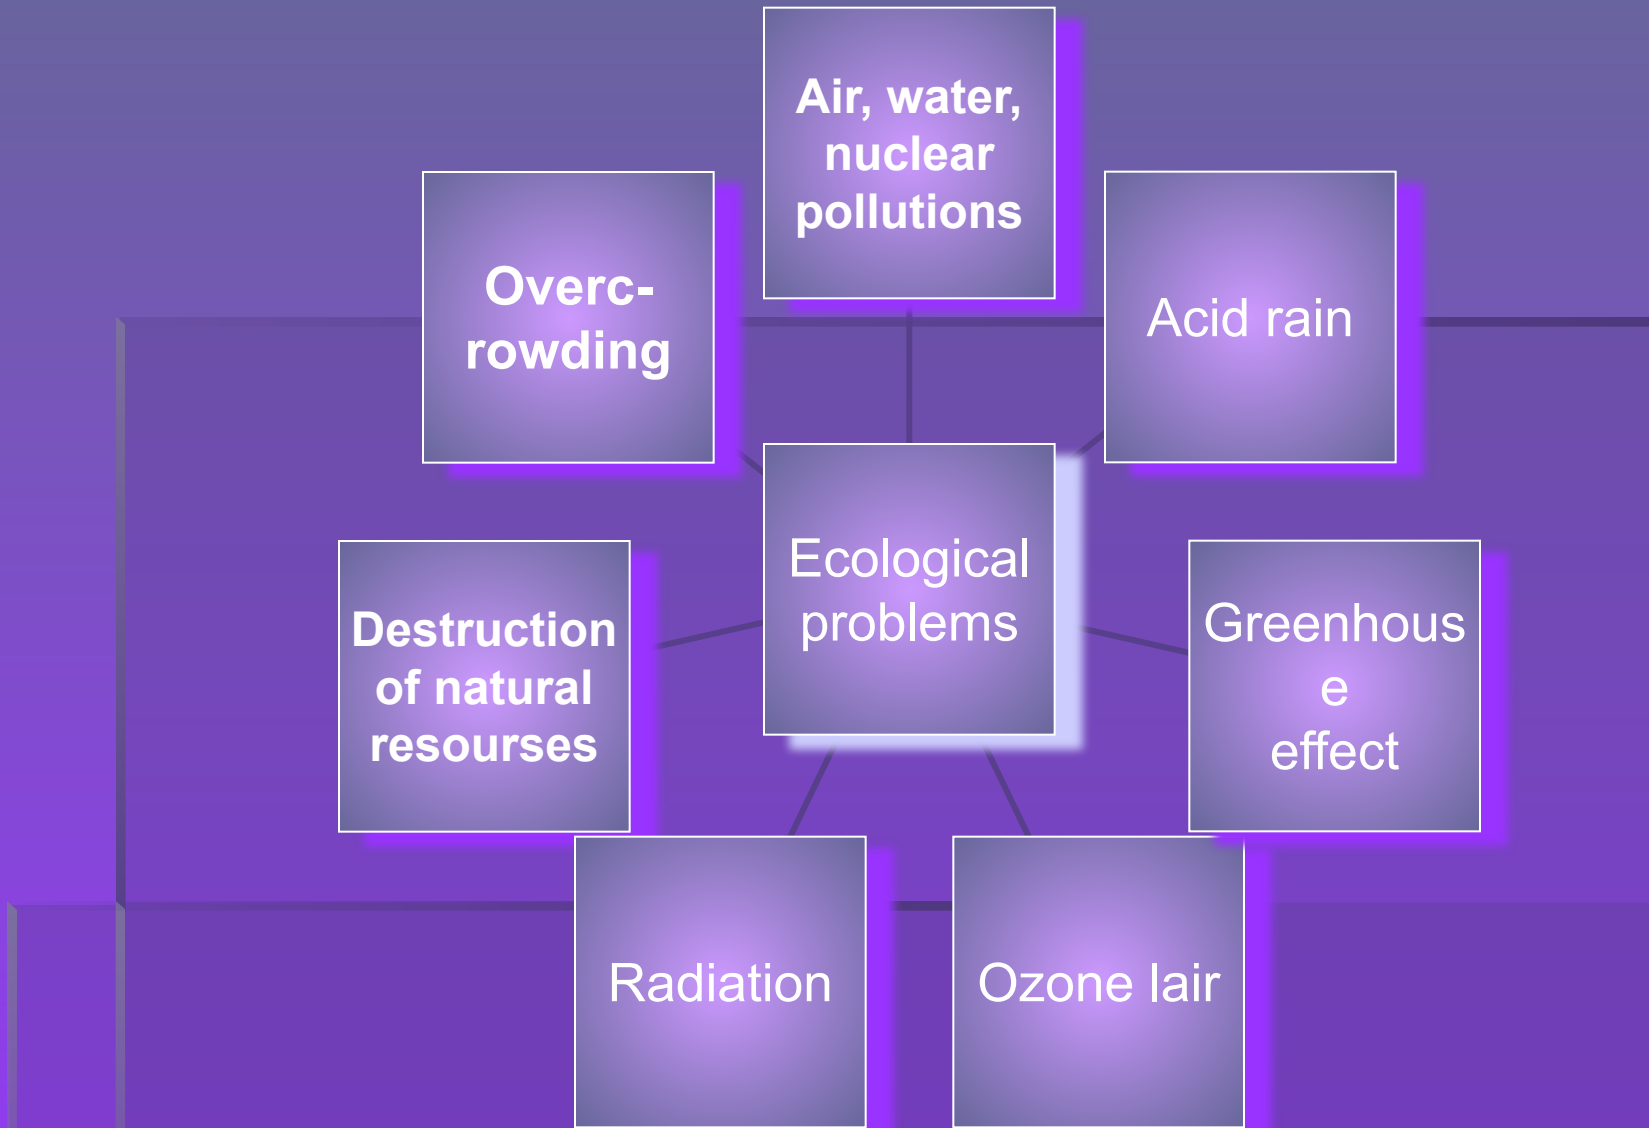 Air, water,
nuclear
pollutions
Overc-
rowding
Acid rain
Ecological
problems
Destruction
of natural
resourses
Greenhous
e
effect
Radiation
Ozone lair